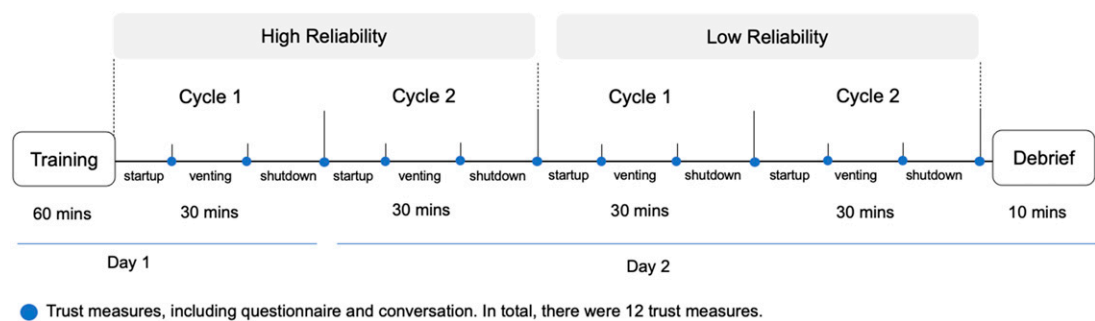 High Reliability Low Reliability
Cycle 1 Cycle 2 Cycle 1 Cycle 2
Training Debrief
startup venting shutdown startup venting shutdown startup venting shutdown startup venting shutdown
60 mins 30 mins 30 mins 30 mins 30 mins 10 mins
Day 1 Day 2
Trust measures, including questionnaire and conversation. In total, there were 12 trust measures.